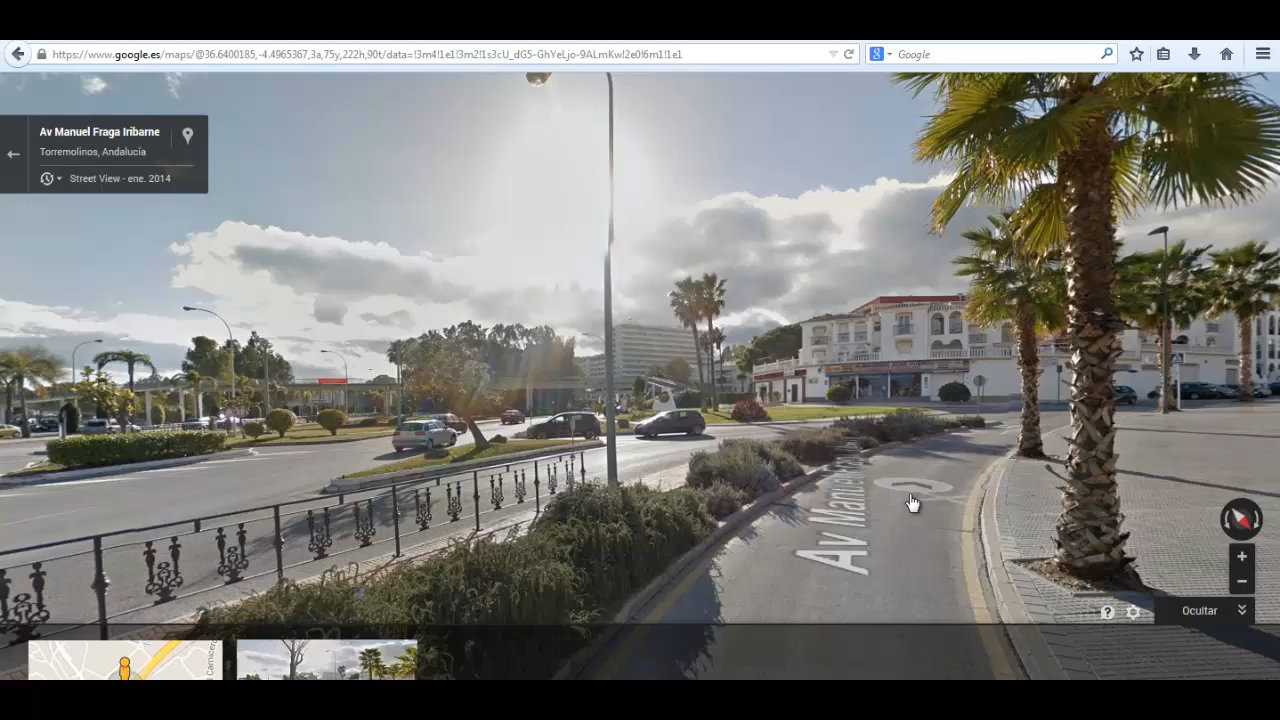 https://www.google.es/maps/@36.6400185,-4.4965367,3a,75y,222h,90t/data=!3m4!1e1!3m2!1s3cU_dG5-GhYeLjo-9ALmKw!2e0!6m1!1e1
Google
Av Manuel Fraga Iribarne
Torremolinos, Andalucía
Street View - ene. 2014
Av Manuel
Ocultar